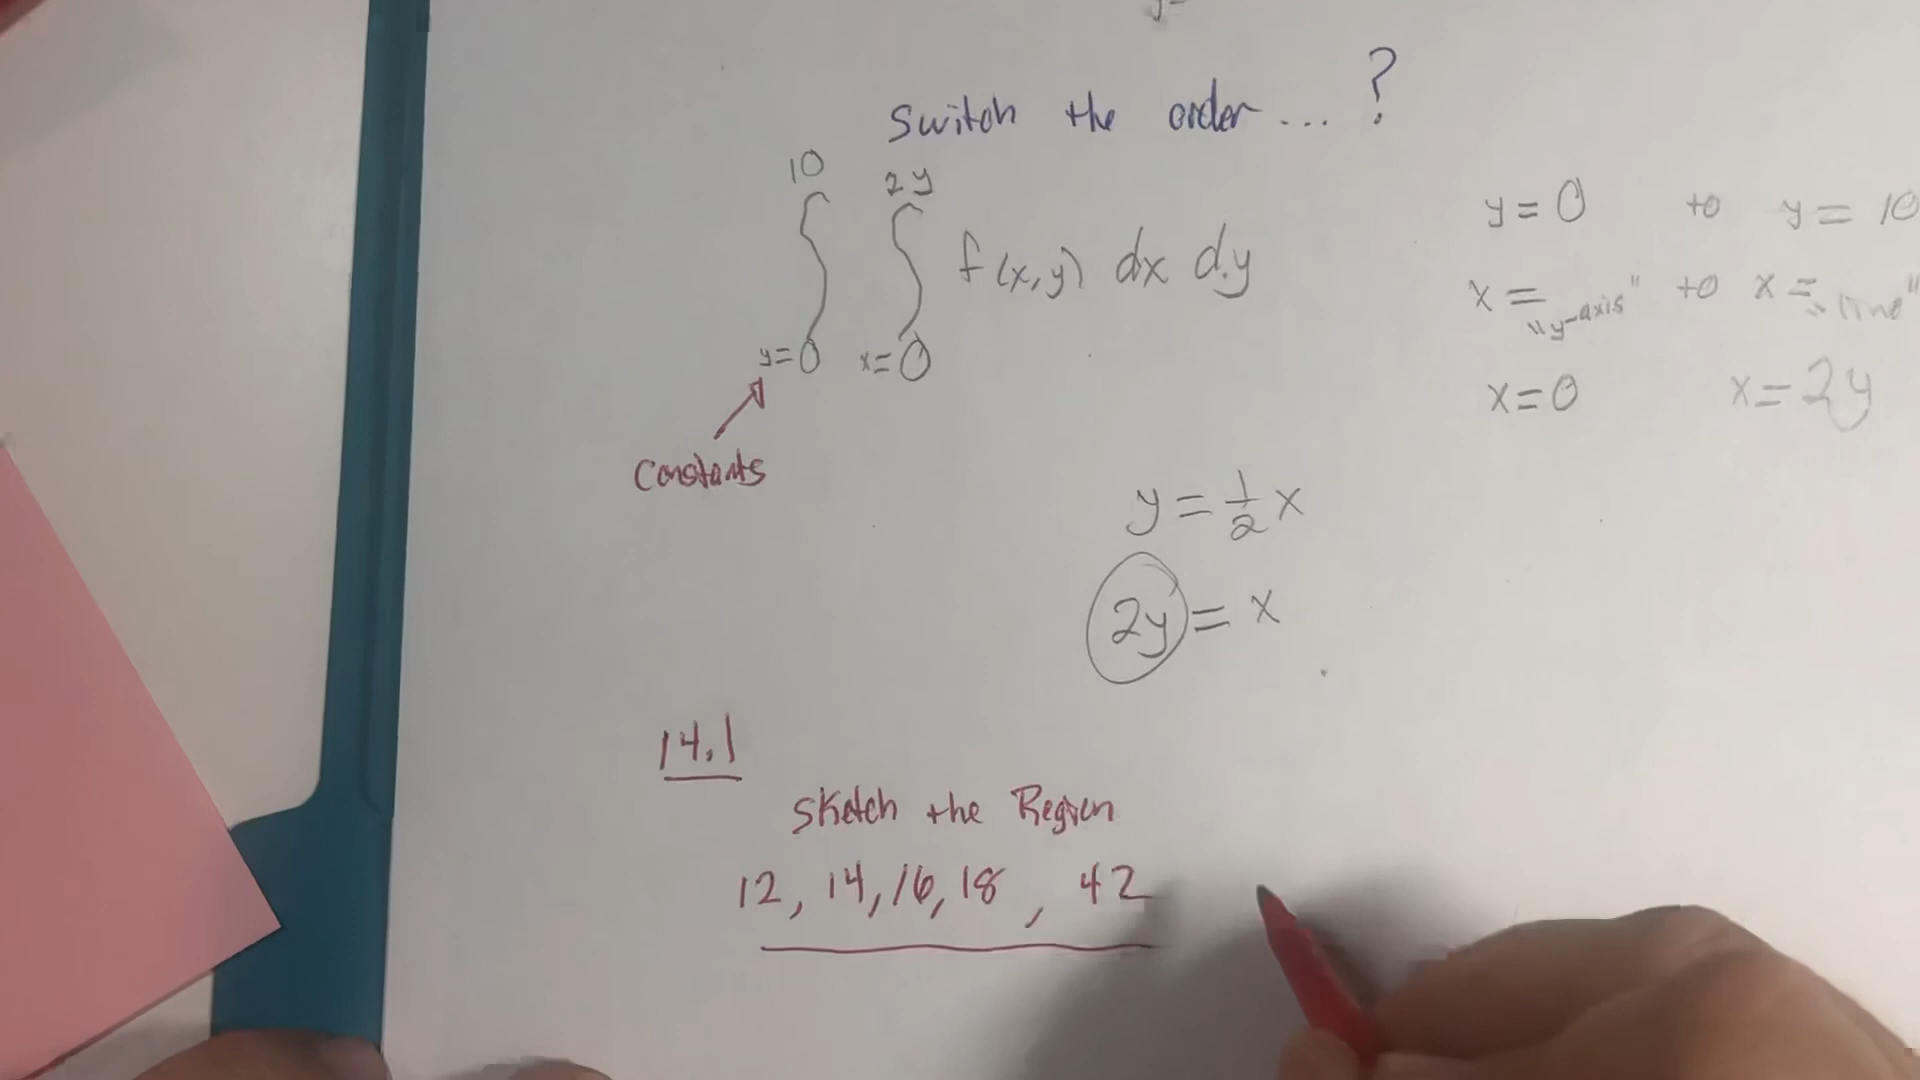 Switch the order ... ?
∫_{y=0}^{10} ∫_{x=0}^{2y} f(x,y) dx dy
Constants
y = 0 to y = 10
x = "y-axis" to x = "line"
x = 0 x = 2y
y = 1/2 x
2y = x
14.1
Sketch the Region
12, 14, 16, 18, 42